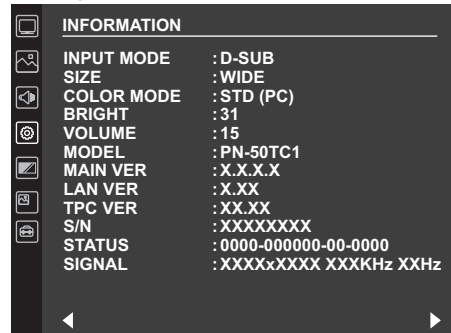 INFORMATION
INPUT MODE : D-SUB
SIZE : WIDE
COLOR MODE : STD (PC)
BRIGHT : 31
VOLUME : 15
MODEL : PN-50TC1
MAIN VER : X.X.X.X
LAN VER : X.XX
TPC VER : XX.XX
S/N : XXXXXXXX
STATUS : 0000-000000-00-0000
SIGNAL : XXXXxXXXX XXXKHz XXHz